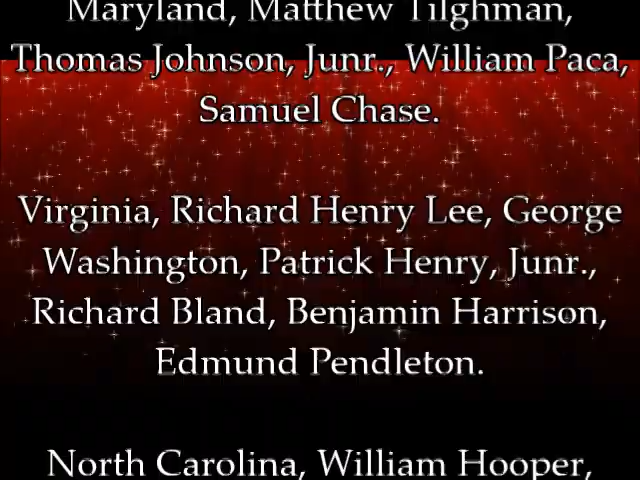 Maryland, Matthew Tilghman,
Thomas Johnson, Junr., William Paca,
Samuel Chase.
Virginia, Richard Henry Lee, George
Washington, Patrick Henry, Junr.,
Richard Bland, Benjamin Harrison,
Edmund Pendleton.
North Carolina, William Hooper,